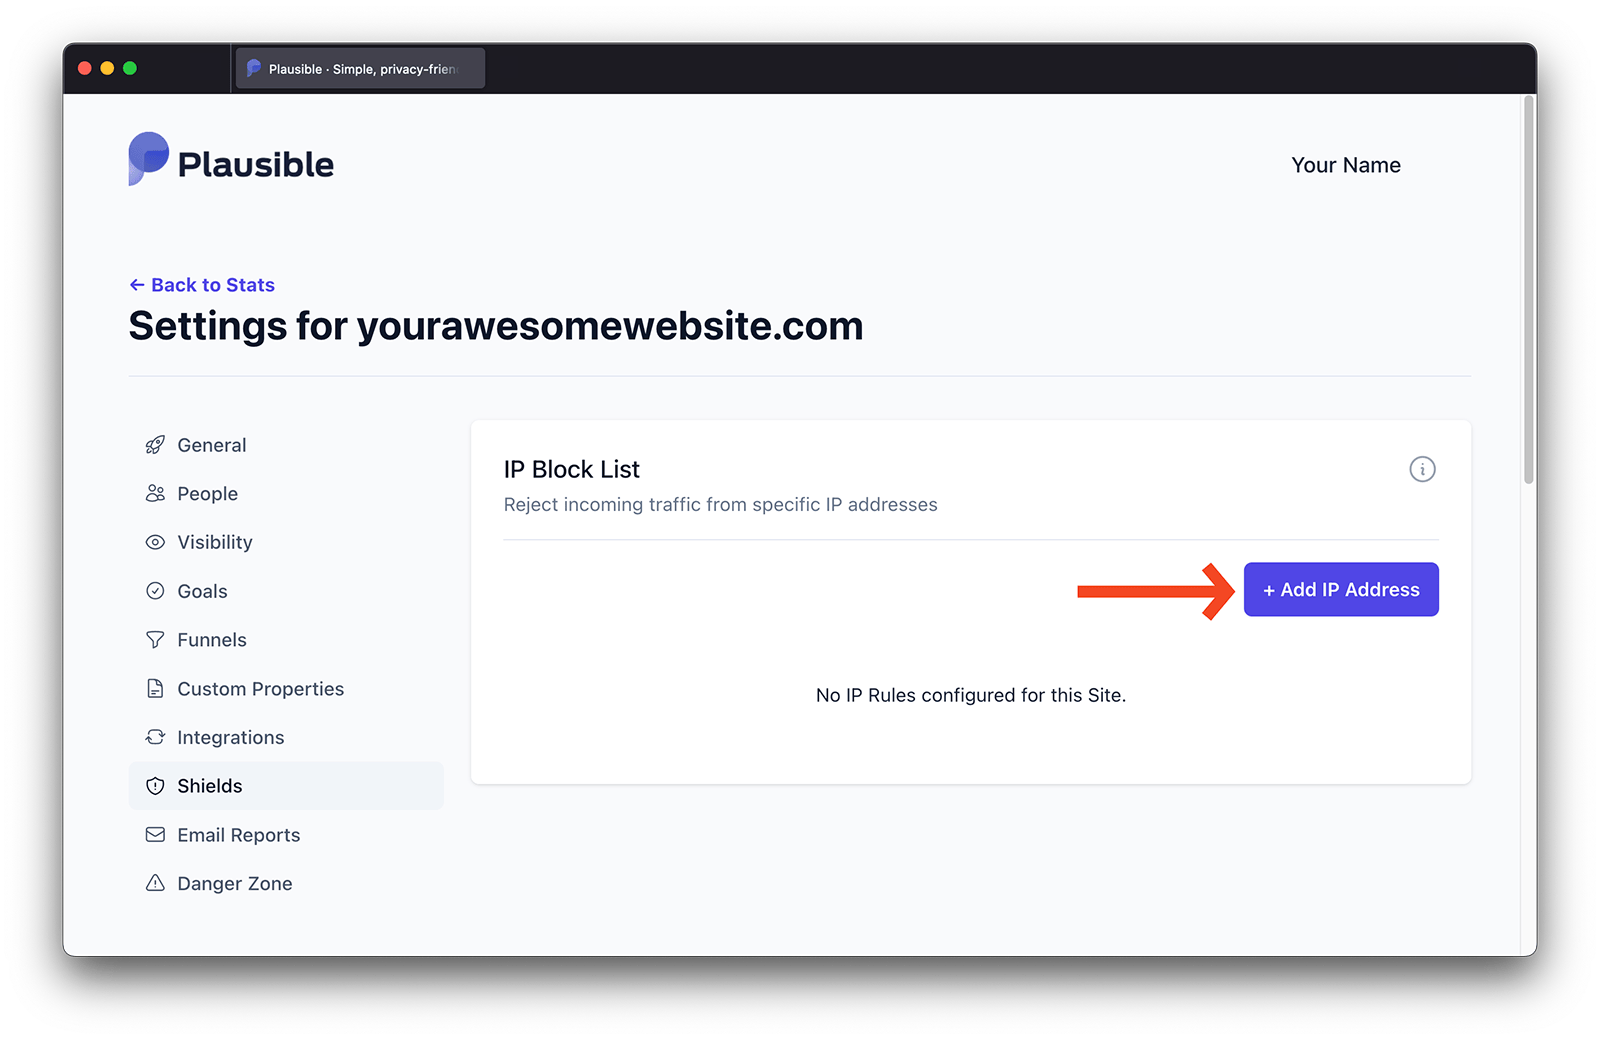 Plausible · Simple, privacy-frien
Plausible
Your Name
← Back to Stats
Settings for yourawesomewebsite.com
General
People
Visibility
Goals
Funnels
Custom Properties
Integrations
Shields
Email Reports
Danger Zone
IP Block List
Reject incoming traffic from specific IP addresses
+ Add IP Address
No IP Rules configured for this Site.